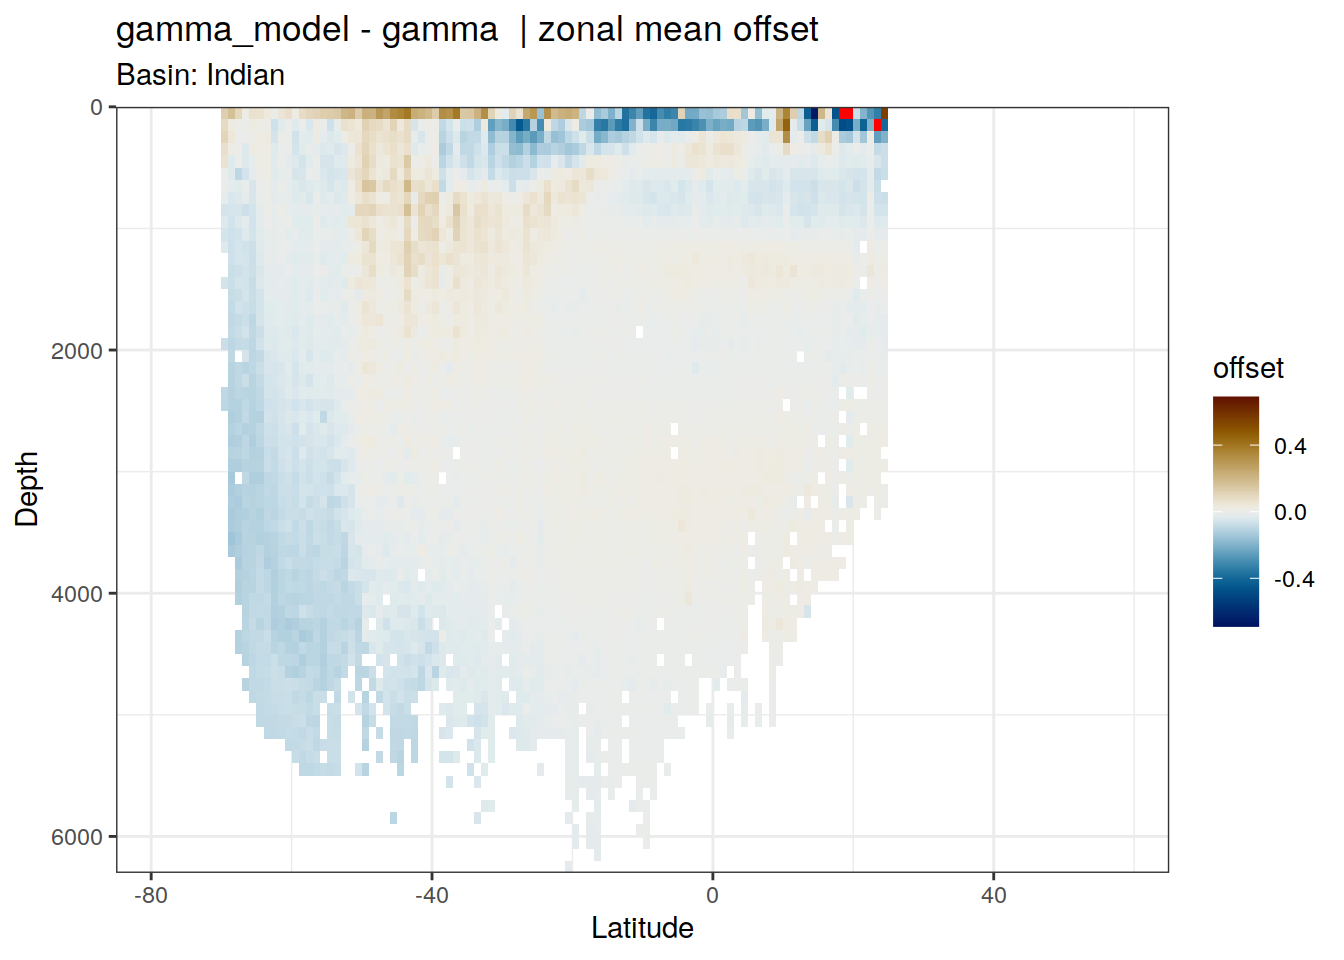 gamma_model - gamma  | zonal mean offset
Basin: Indian
0
2000
4000
6000
Depth
-80
-40
0
40
Latitude
offset
0.4
0.0
-0.4